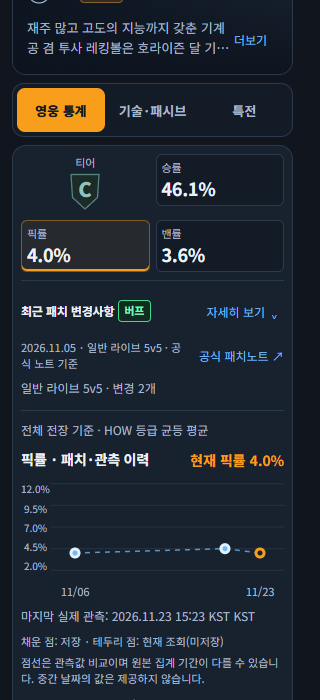 재주 많고 고도의 지능까지 갖춘 기계
공 겸 투사 레킹볼은 호라이즌 달 기…
더보기
영웅 통계
기술·패시브
특전
티어
C
승률
46.1%
픽률
4.0%
밴률
3.6%
최근 패치 변경사항
버프
자세히 보기
2026.11.05 · 일반 라이브 5v5 · 공
식 노트 기준
공식 패치노트 ↗
일반 라이브 5v5 · 변경 2개
전체 전장 기준 · HOW 등급 균등 평균
픽률 · 패치·관측 이력
현재 픽률 4.0%
12.0%
9.5%
7.0%
4.5%
2.0%
11/06
11/23
마지막 실제 관측: 2026.11.23 15:23 KST KST
채운 점: 저장 · 테두리 점: 현재 조회(미저장)
점선은 관측값 비교이며 원본 집계 기간이 다를 수 있습니
다. 중간 날짜의 값은 제공하지 않습니다.